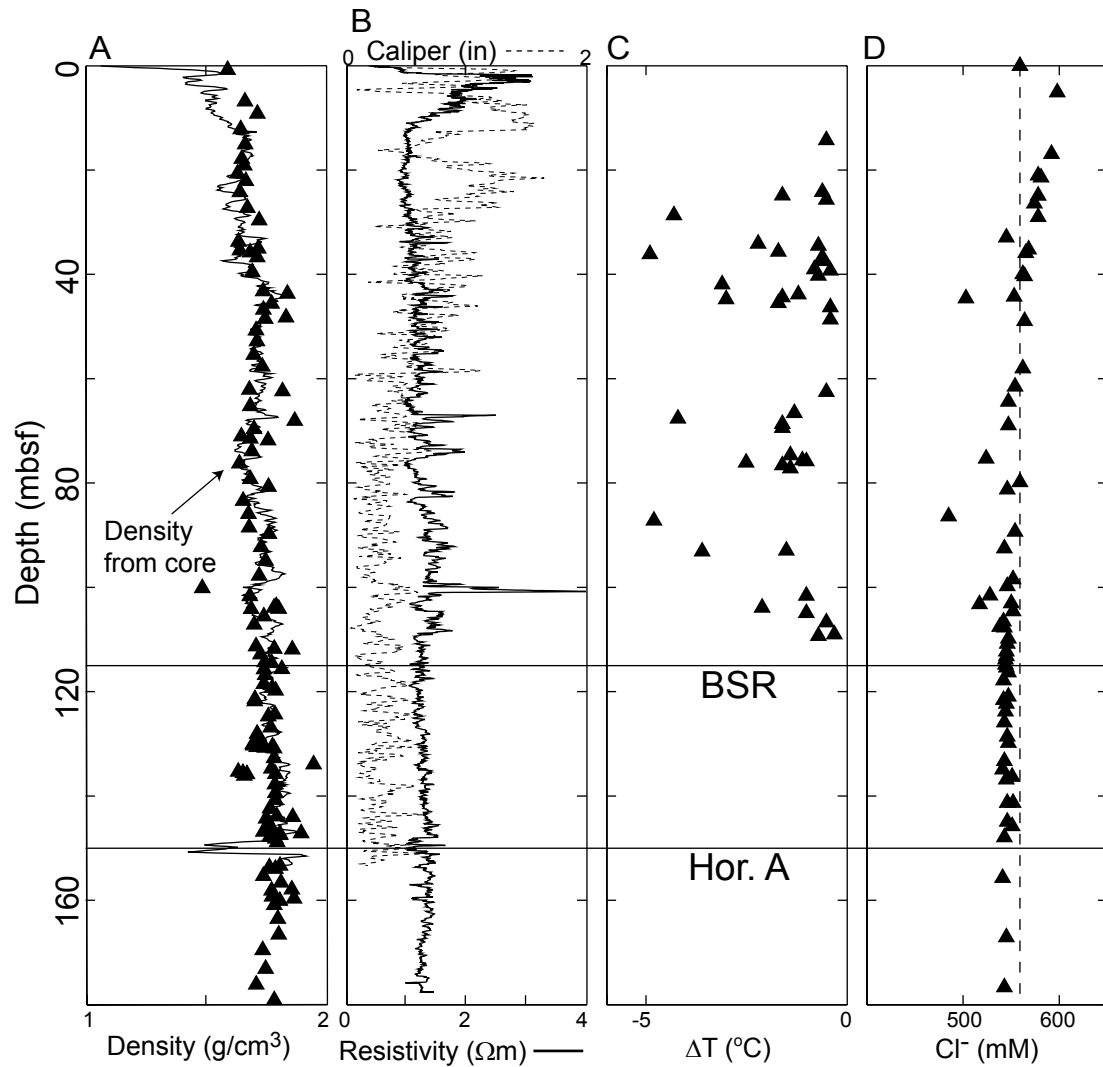 A
B
C
D
0
Caliper (in)
2
0
40
80
120
160
Depth (mbsf)
Density
from core
BSR
Hor. A
1
2
Density (g/cm³)
0
2
4
Resistivity (Ωm)
-5
0
ΔT (ºC)
500
600
Cl⁻ (mM)